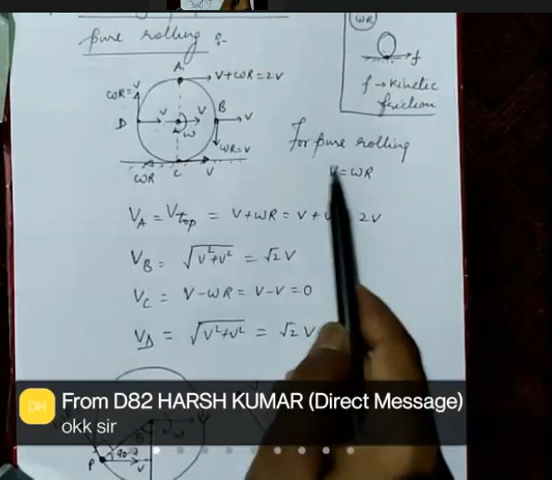 pure rolling :-
A
V+ωR=2V
ωR=V
D
V
V
B
V
ω
ωR=V
ωR
C
V
ωR
f
f → kinetic
friction
For pure rolling
V=ωR
V_A = V_top = V+ωR = V+V = 2V
V_B = √V²+V² = √2 V
V_C = V-ωR = V-V = 0
V_D = √V²+V² = √2 V
DH
From D82 HARSH KUMAR (Direct Message)
okk sir
θ
ω
P
90-θ
V